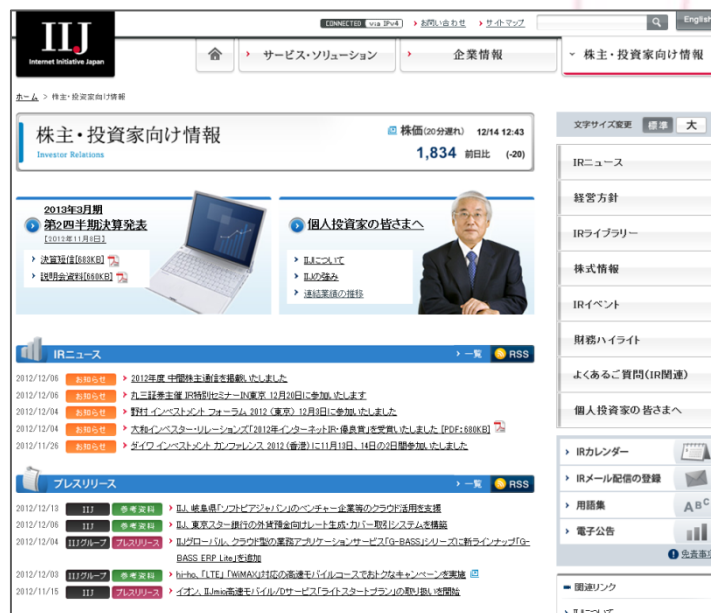 IIJ
Internet Initiative Japan
CONNECTED via IPv4
お問い合わせ
サイトマップ
English
サービス・ソリューション
企業情報
株主・投資家向け情報
ホーム > 株主・投資家向け情報
株主・投資家向け情報
Investor Relations
株価(20分遅れ) 12/14 12:43
1,834 前日比 (-20)
2013年3月期
第2四半期決算発表
[2012年11月8日]
決算短信[683KB]
説明会資料[660KB]
個人投資家の皆さまへ
IIJについて
IIJの強み
連結業績の推移
IRニュース
一覧
RSS
2012/12/06 お知らせ 2012年度 中間株主通信を掲載いたしました
2012/12/06 お知らせ 丸三証券主催 IR特別セミナーIN東京 12月20日に参加いたします
2012/12/04 お知らせ 野村 インベストメント フォーラム 2012 (東京) 12月3日に参加いたしました
2012/12/04 お知らせ 大和インベスター・リレーションズ「2012年インターネットIR・優良賞」を受賞いたしました [PDF:680KB]
2012/11/26 お知らせ ダイワ インベストメント カンファレンス 2012 (香港)に11月13日、14日の2日間参加いたしました
プレスリリース
一覧
RSS
2012/12/13 IIJ 参考資料 IIJ、岐阜県「ソフトピアジャパン」のベンチャー企業等のクラウド活用を支援
2012/12/06 IIJ 参考資料 IIJ、東京スター銀行の外貨預金向けレート生成・カバー取引システムを構築
2012/12/04 IIJグループ プレスリリース IIJグローバル、クラウド型の業務アプリケーションサービス「G-BASS」シリーズに新ラインナップ「G-
BASS ERP Lite」を追加
2012/12/03 IIJグループ 参考資料 hi-ho、「LTE」「WiMAX」対応の高速モバイルコースでおトクなキャンペーンを実施
2012/11/15 IIJ プレスリリース イオン、IIJmio高速モバイル/Dサービス「ライトスタートプラン」の取り扱いを開始
文字サイズ変更 標準 大
IRニュース
経営方針
IRライブラリー
株式情報
IRイベント
財務ハイライト
よくあるご質問(IR関連)
個人投資家の皆さまへ
IRカレンダー
IRメール配信の登録
用語集
ABC
電子公告
免責事項
関連リンク
IIJについて